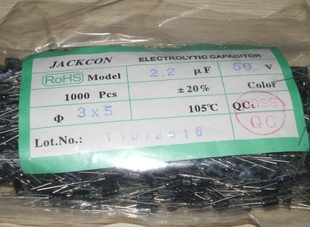 JACKCON ELECTROLYTIC CAPACITOR
RoHS Model 2.2 μF 50 V
1000 Pcs ±20% Color
Φ 3x5 105℃ QC:
QC
Lot.No.: